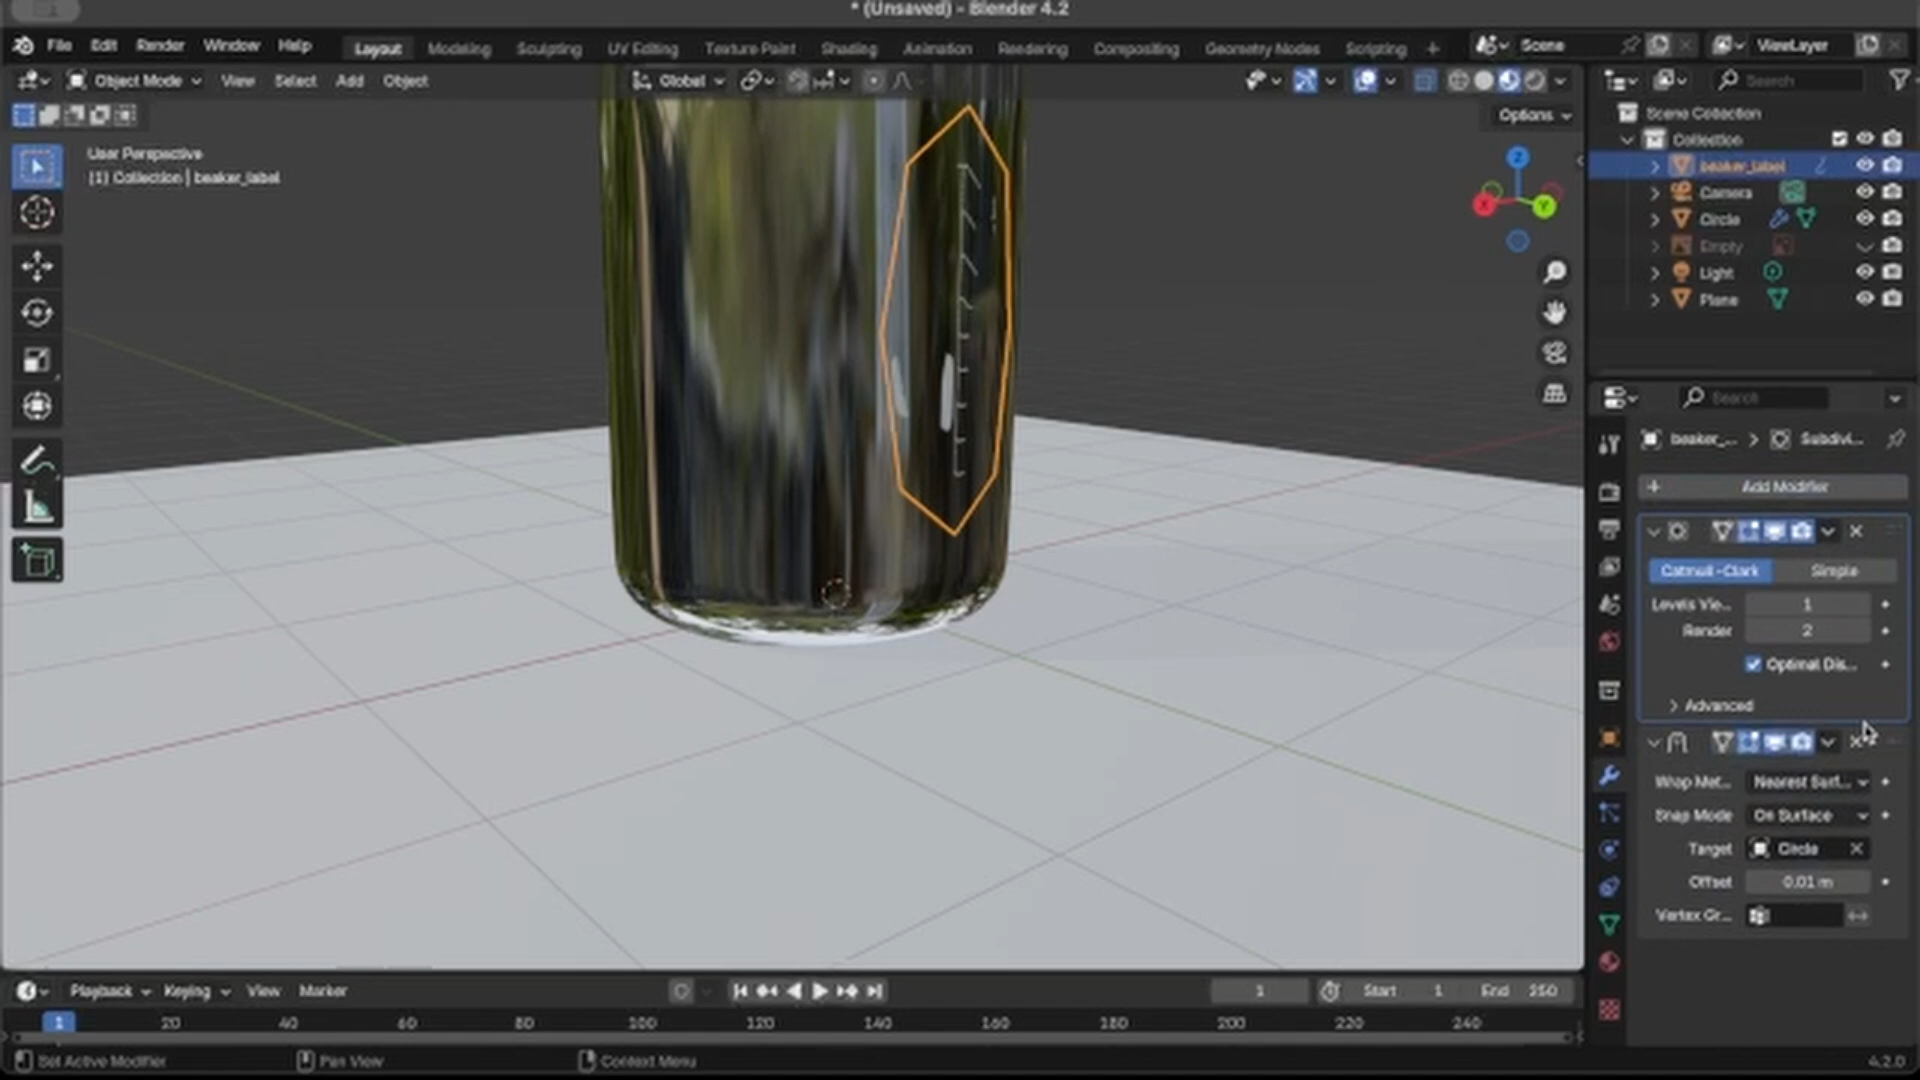 * (Unsaved) - Blender 4.2
File Edit Render Window Help Layout Modeling Sculpting UV Editing Texture Paint Shading Animation Rendering Compositing Geometry Nodes Scripting + Scene ViewLayer
Object Mode View Select Add Object Global Search
Options
User Perspective
(1) Collection | beaker_label
Z
X
Y
Scene Collection
Collection
beaker_label
Camera
Circle
Empty
Light
Plane
Search
beaker_... > Subdivi...
+ Add Modifier
Catmull-Clark Simple
Levels Vie... 1
Render 2
Optimal Dis...
Advanced
Wrap Met... Nearest Surf...
Snap Mode On Surface
Target Circle
Offset 0.01 m
Vertex Gr...
Playback Keying View Marker 1 Start 1 End 250
1 20 40 60 80 100 120 140 160 180 200 220 240
Set Active Modifier Pan View Context Menu 4.2.0